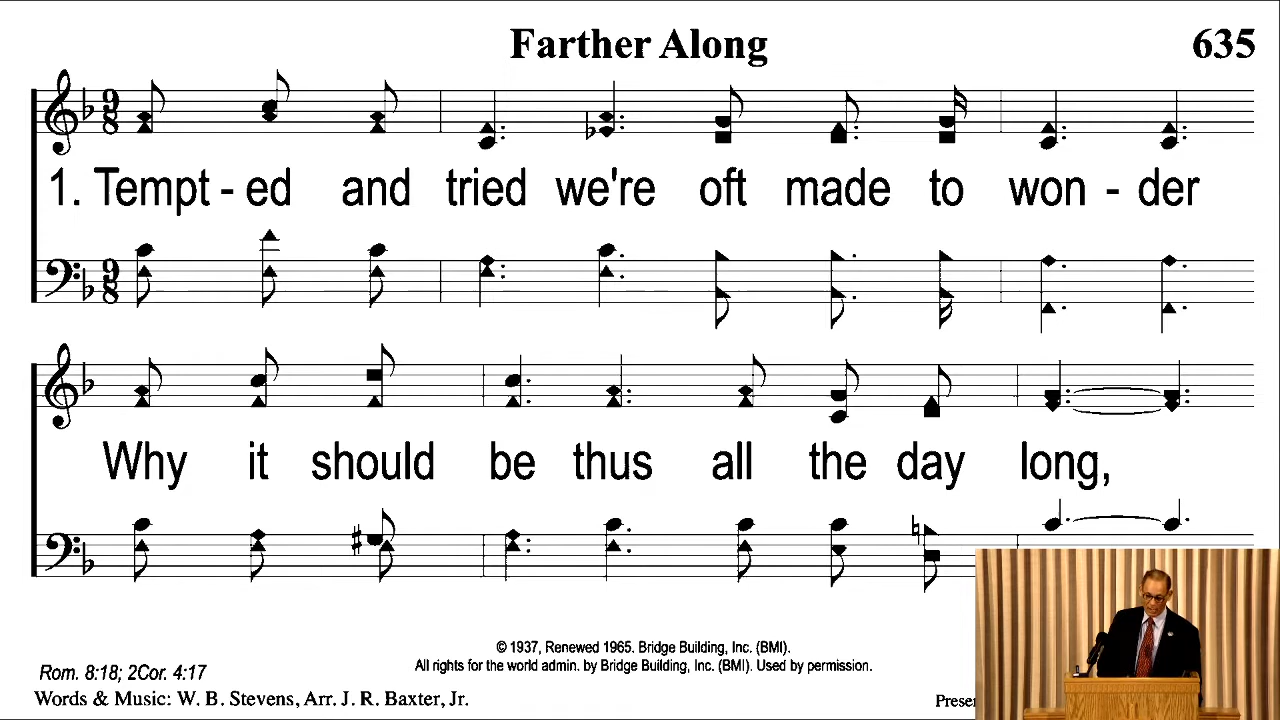 Farther Along 635
1. Tempt - ed and tried we're oft made to won - der
Why it should be thus all the day long,
© 1937, Renewed 1965. Bridge Building, Inc. (BMI).
All rights for the world admin. by Bridge Building, Inc. (BMI). Used by permission.
Rom. 8:18; 2Cor. 4:17
Words & Music: W. B. Stevens, Arr. J. R. Baxter, Jr.